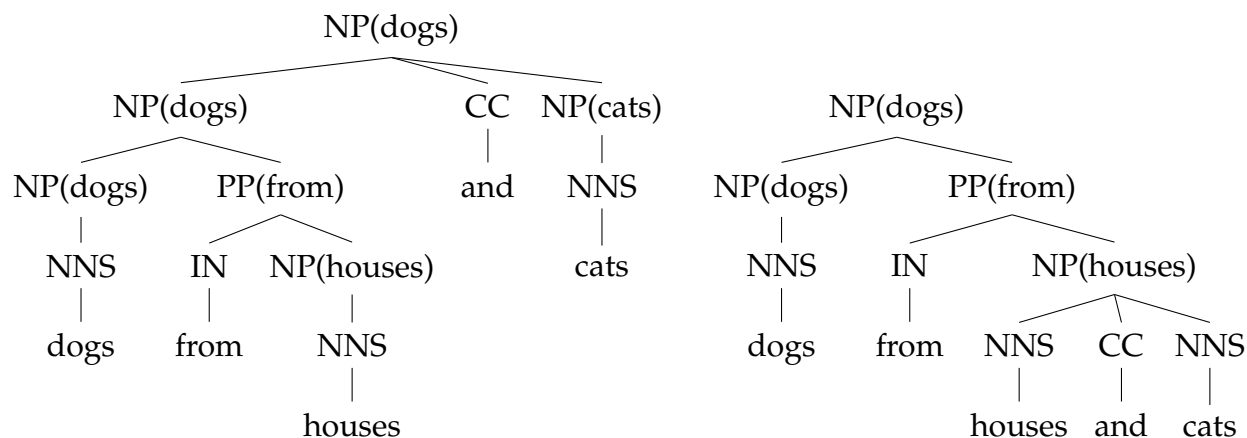 NP(dogs)
NP(dogs) CC NP(cats) NP(dogs)
NP(dogs) PP(from) and NNS NP(dogs) PP(from)
NNS IN NP(houses) cats NNS IN NP(houses)
dogs from NNS dogs from NNS CC NNS
houses houses and cats